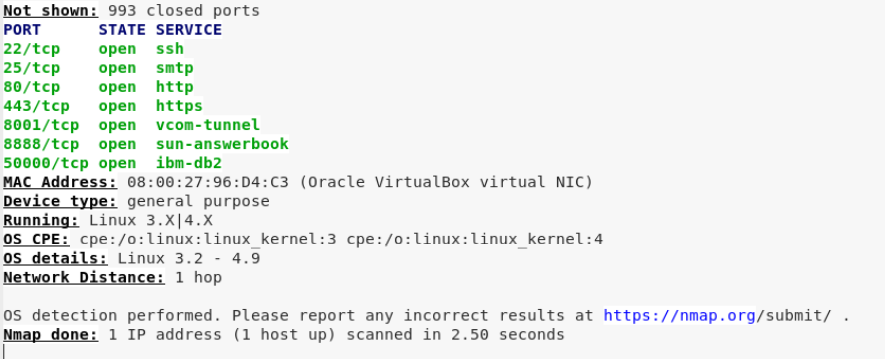 Not shown: 993 closed ports
PORT STATE SERVICE
22/tcp open ssh
25/tcp open smtp
80/tcp open http
443/tcp open https
8001/tcp open vcom-tunnel
8888/tcp open sun-answerbook
50000/tcp open ibm-db2
MAC Address: 08:00:27:96:D4:C3 (Oracle VirtualBox virtual NIC)
Device type: general purpose
Running: Linux 3.X|4.X
OS CPE: cpe:/o:linux:linux_kernel:3 cpe:/o:linux:linux_kernel:4
OS details: Linux 3.2 - 4.9
Network Distance: 1 hop
OS detection performed. Please report any incorrect results at https://nmap.org/submit/ .
Nmap done: 1 IP address (1 host up) scanned in 2.50 seconds